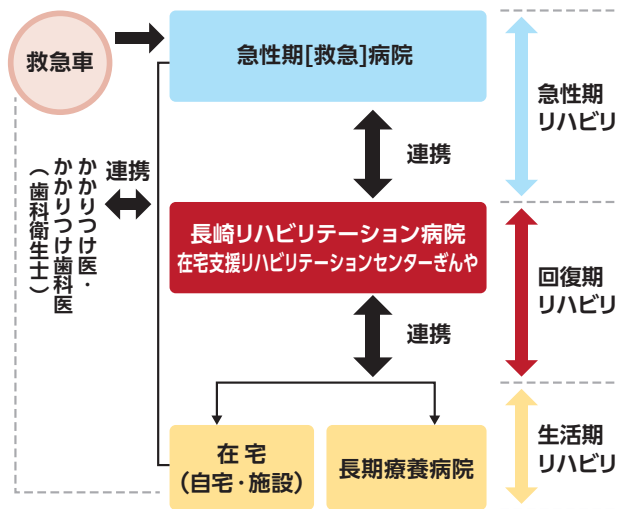 救急車
急性期[救急]病院
急性期
リハビリ
連携
かかりつけ医・
かかりつけ歯科医
（歯科衛生士）
連携
長崎リハビリテーション病院
在宅支援リハビリテーションセンターぎんや
回復期
リハビリ
連携
在宅
（自宅・施設）
長期療養病院
生活期
リハビリ